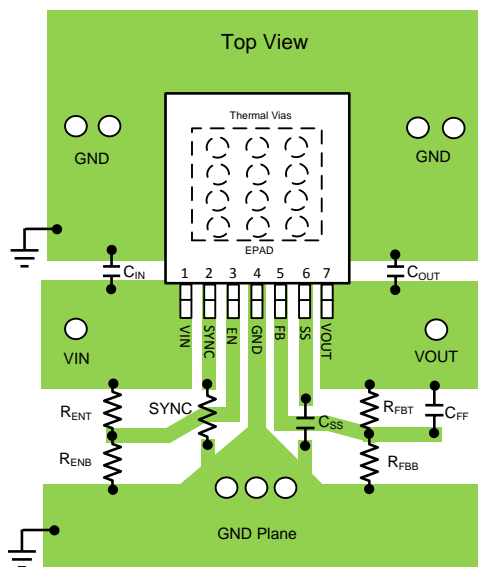 Top View
Thermal Vias
GND
GND
EPAD
CIN
COUT
1 2 3 4 5 6 7
VIN SYNC EN GND FB SS VOUT
VIN
VOUT
RENT
SYNC
CSS
RFBT
CFF
RENB
RFBB
GND Plane